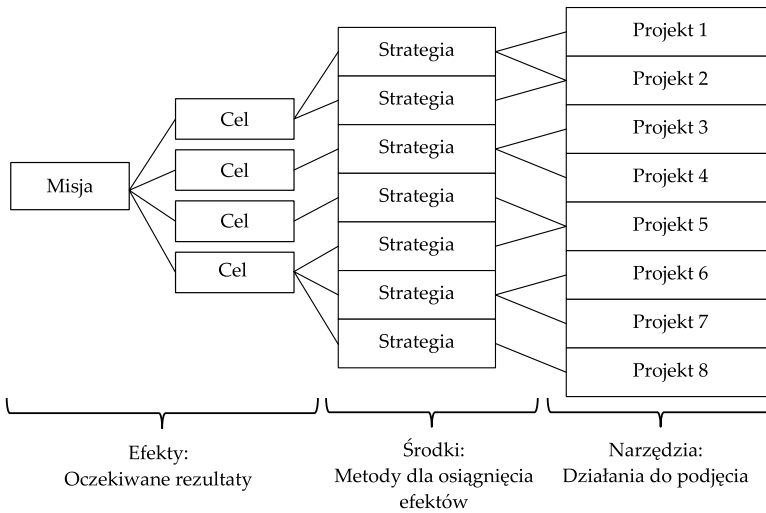 Misja
Cel
Cel
Cel
Cel
Strategia
Strategia
Strategia
Strategia
Strategia
Strategia
Strategia
Projekt 1
Projekt 2
Projekt 3
Projekt 4
Projekt 5
Projekt 6
Projekt 7
Projekt 8
Efekty:
Oczekiwane rezultaty
Środki:
Metody dla osiągnięcia
efektów
Narzędzia:
Działania do podjęcia